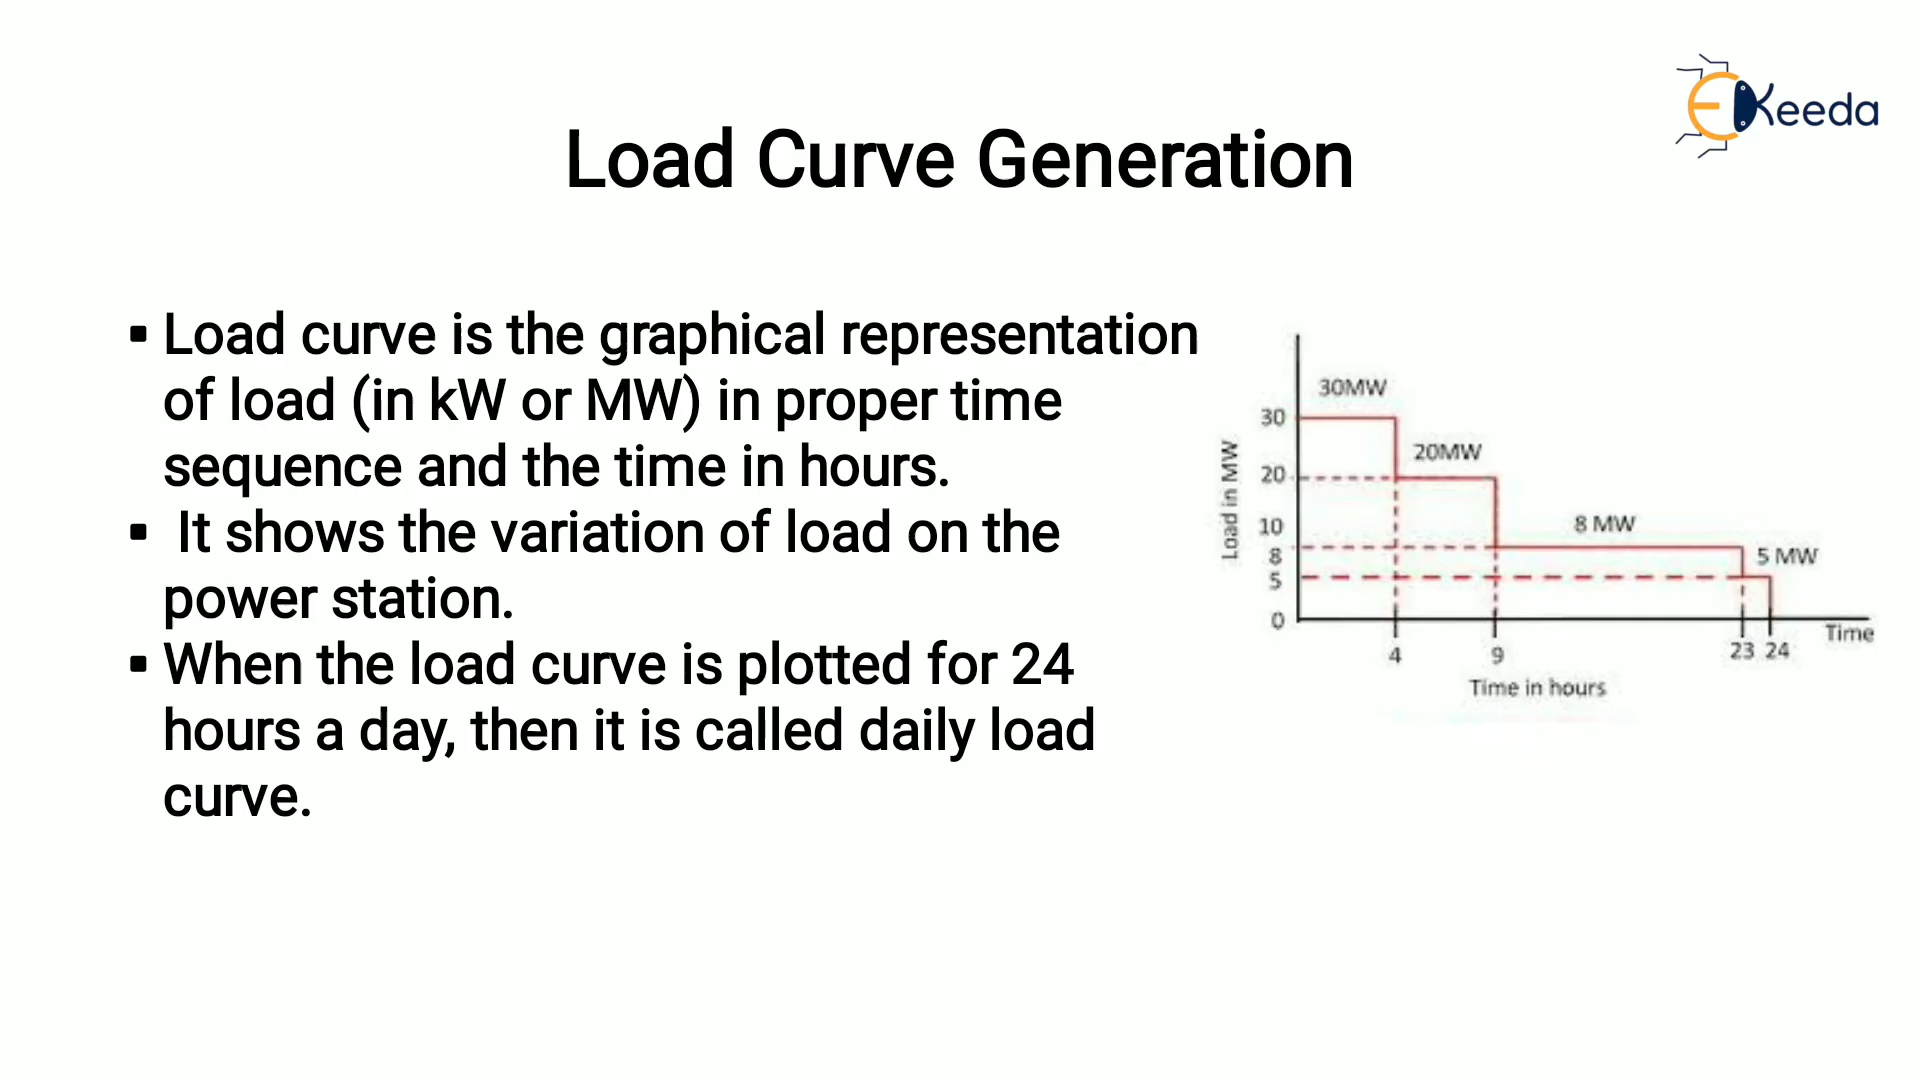 EKeeda
Load Curve Generation
▪ Load curve is the graphical representation
of load (in kW or MW) in proper time
sequence and the time in hours.
▪ It shows the variation of load on the
power station.
▪ When the load curve is plotted for 24
hours a day, then it is called daily load
curve.
30MW
30
20MW
20
Load in MW
10
8 MW
8
5 MW
5
0
Time
4
9
23 24
Time in hours